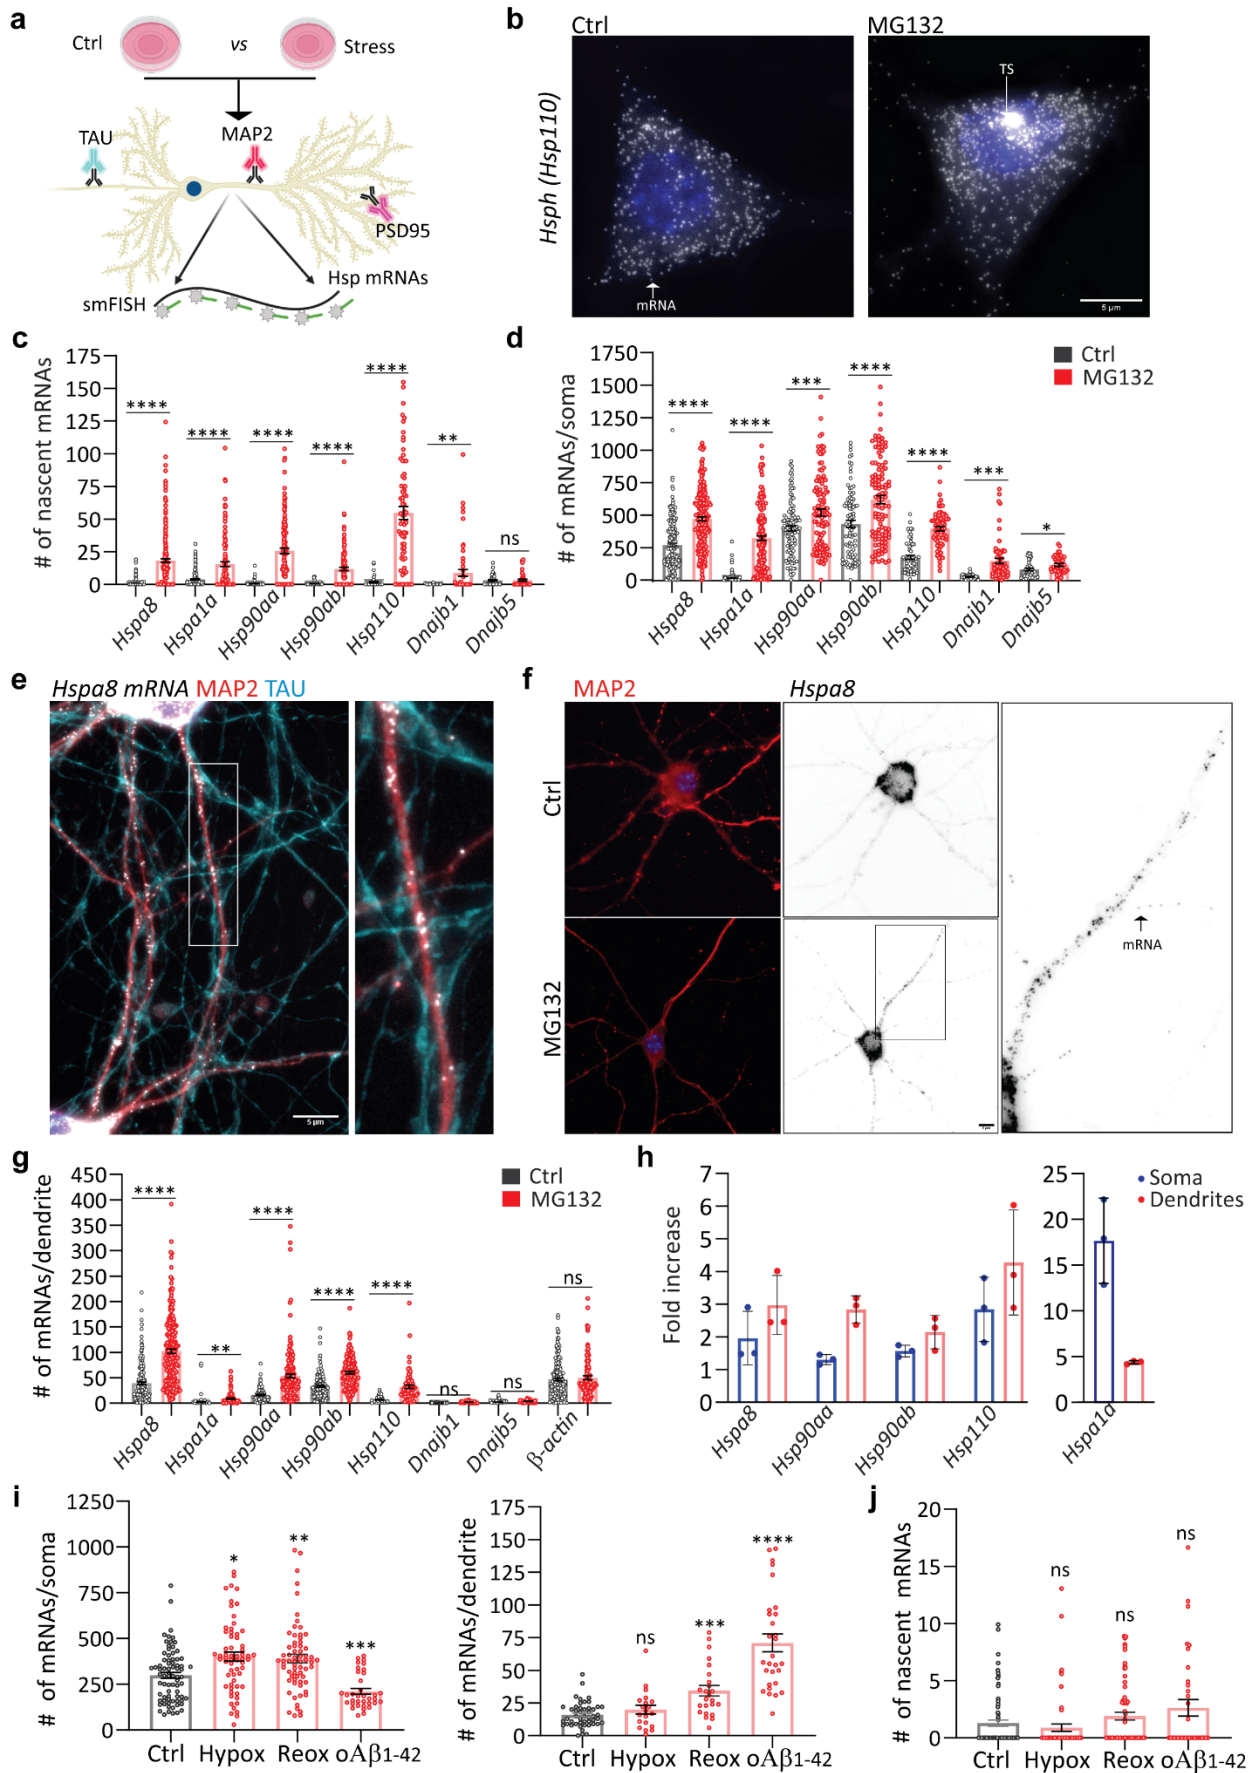 a
Ctrl
vs
Stress
TAU
MAP2
PSD95
Hsp mRNAs
smFISH
b
Ctrl
MG132
Hsph (Hsp110)
TS
mRNA
5 µm
c
# of nascent mRNAs
175
150
125
100
75
50
25
0
****
****
****
****
****
**
ns
Hspa8
Hspa1a
Hsp90aa
Hsp90ab
Hsp110
Dnajb1
Dnajb5
d
# of mRNAs/soma
1750
1500
1250
1000
750
500
250
0
****
****
***
****
****
***
*
Ctrl
MG132
Hspa8
Hspa1a
Hsp90aa
Hsp90ab
Hsp110
Dnajb1
Dnajb5
e
Hspa8 mRNA MAP2 TAU
5 µm
f
MAP2
Hspa8
Ctrl
MG132
mRNA
g
# of mRNAs/dendrite
450
400
350
300
250
200
150
100
50
0
****
**
****
****
****
ns
ns
ns
Ctrl
MG132
Hspa8
Hspa1a
Hsp90aa
Hsp90ab
Hsp110
Dnajb1
Dnajb5
β-actin
h
Fold increase
7
6
5
4
3
2
1
0
Hspa8
Hsp90aa
Hsp90ab
Hsp110
25
20
15
10
5
0
Hspa1a
Soma
Dendrites
i
# of mRNAs/soma
1250
1000
750
500
250
0
*
**
***
Ctrl
Hypox
Reox
oAβ1-42
# of mRNAs/dendrite
175
150
125
100
75
50
25
0
ns
***
****
Ctrl
Hypox
Reox
oAβ1-42
j
# of nascent mRNAs
20
15
10
5
0
ns
ns
ns
Ctrl
Hypox
Reox
oAβ1-42